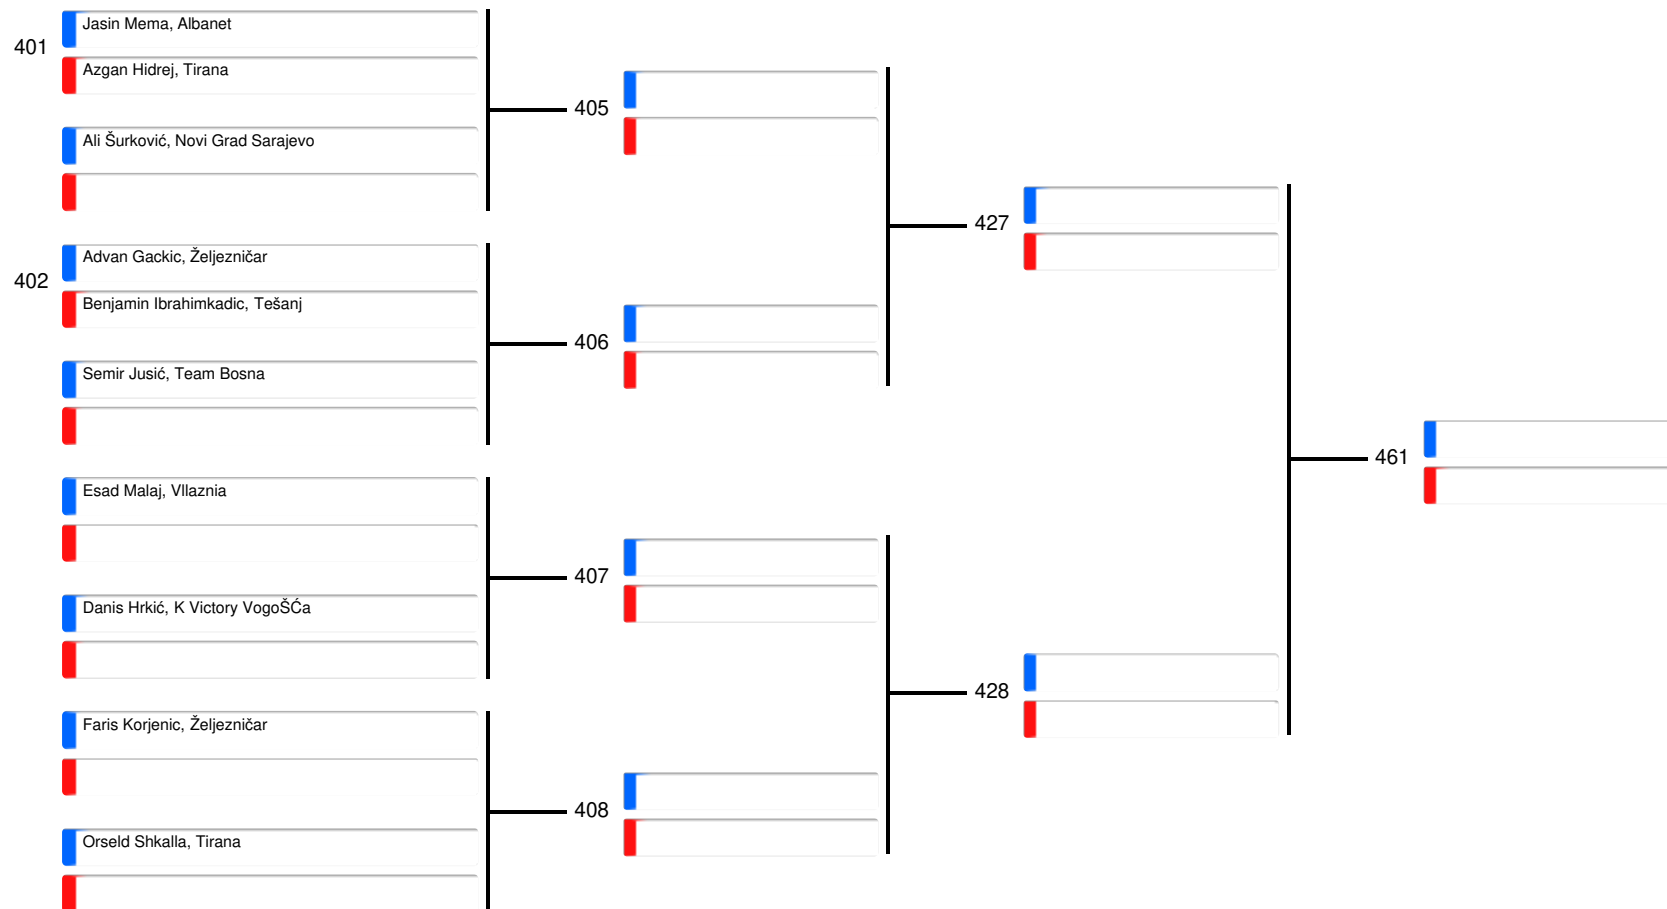 401
Jasin Mema, Albanet
Azgan Hidrej, Tirana
Ali Šurković, Novi Grad Sarajevo
402
Advan Gackic, Željezničar
Benjamin Ibrahimkadic, Tešanj
Semir Jusić, Team Bosna
Esad Malaj, Vllaznia
Danis Hrkić, K Victory VogoŠĆa
Faris Korjenic, Željezničar
Orseld Shkalla, Tirana
405
406
407
408
427
428
461